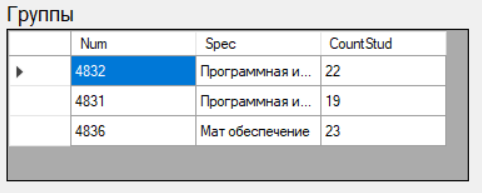 Группы
Num Spec CountStud
4832 Программная и... 22
4831 Программная и... 19
4836 Мат обеспечение 23